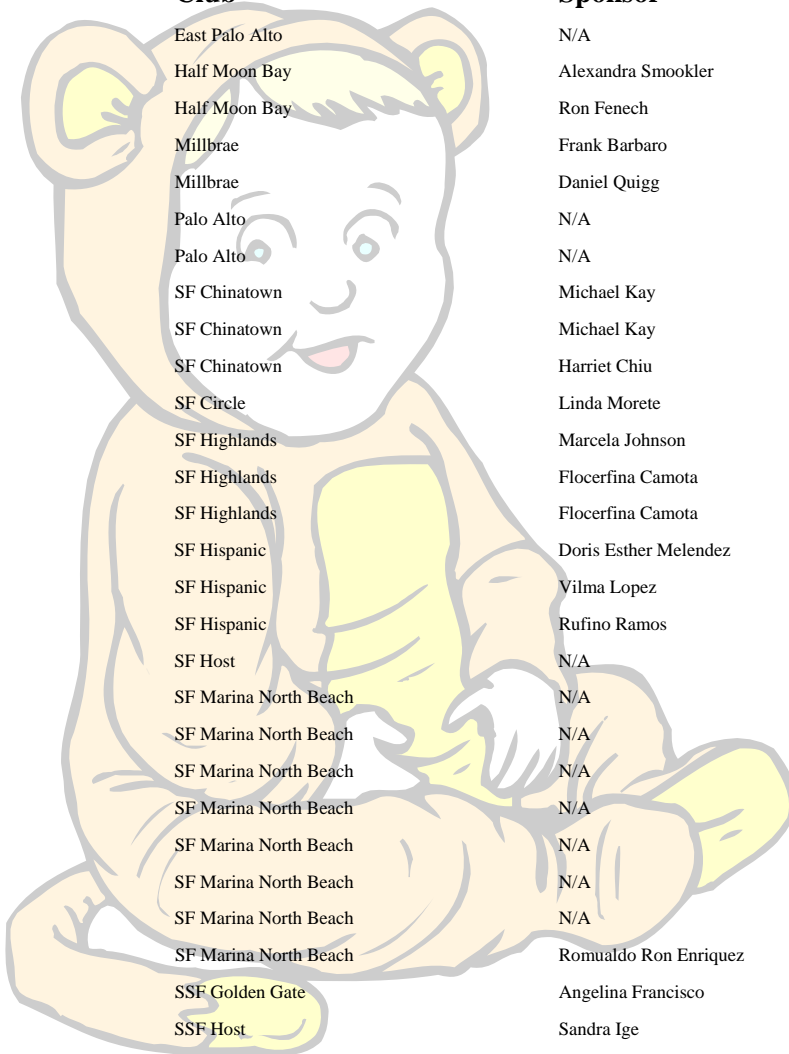 Club Sponsor
East Palo Alto N/A
Half Moon Bay Alexandra Smookler
Half Moon Bay Ron Fenech
Millbrae Frank Barbaro
Millbrae Daniel Quigg
Palo Alto N/A
Palo Alto N/A
SF Chinatown Michael Kay
SF Chinatown Michael Kay
SF Chinatown Harriet Chiu
SF Circle Linda Morete
SF Highlands Marcela Johnson
SF Highlands Flocerfina Camota
SF Highlands Flocerfina Camota
SF Hispanic Doris Esther Melendez
SF Hispanic Vilma Lopez
SF Hispanic Rufino Ramos
SF Host N/A
SF Marina North Beach N/A
SF Marina North Beach N/A
SF Marina North Beach N/A
SF Marina North Beach N/A
SF Marina North Beach N/A
SF Marina North Beach N/A
SF Marina North Beach N/A
SF Marina North Beach Romualdo Ron Enriquez
SSF Golden Gate Angelina Francisco
SSF Host Sandra Ige